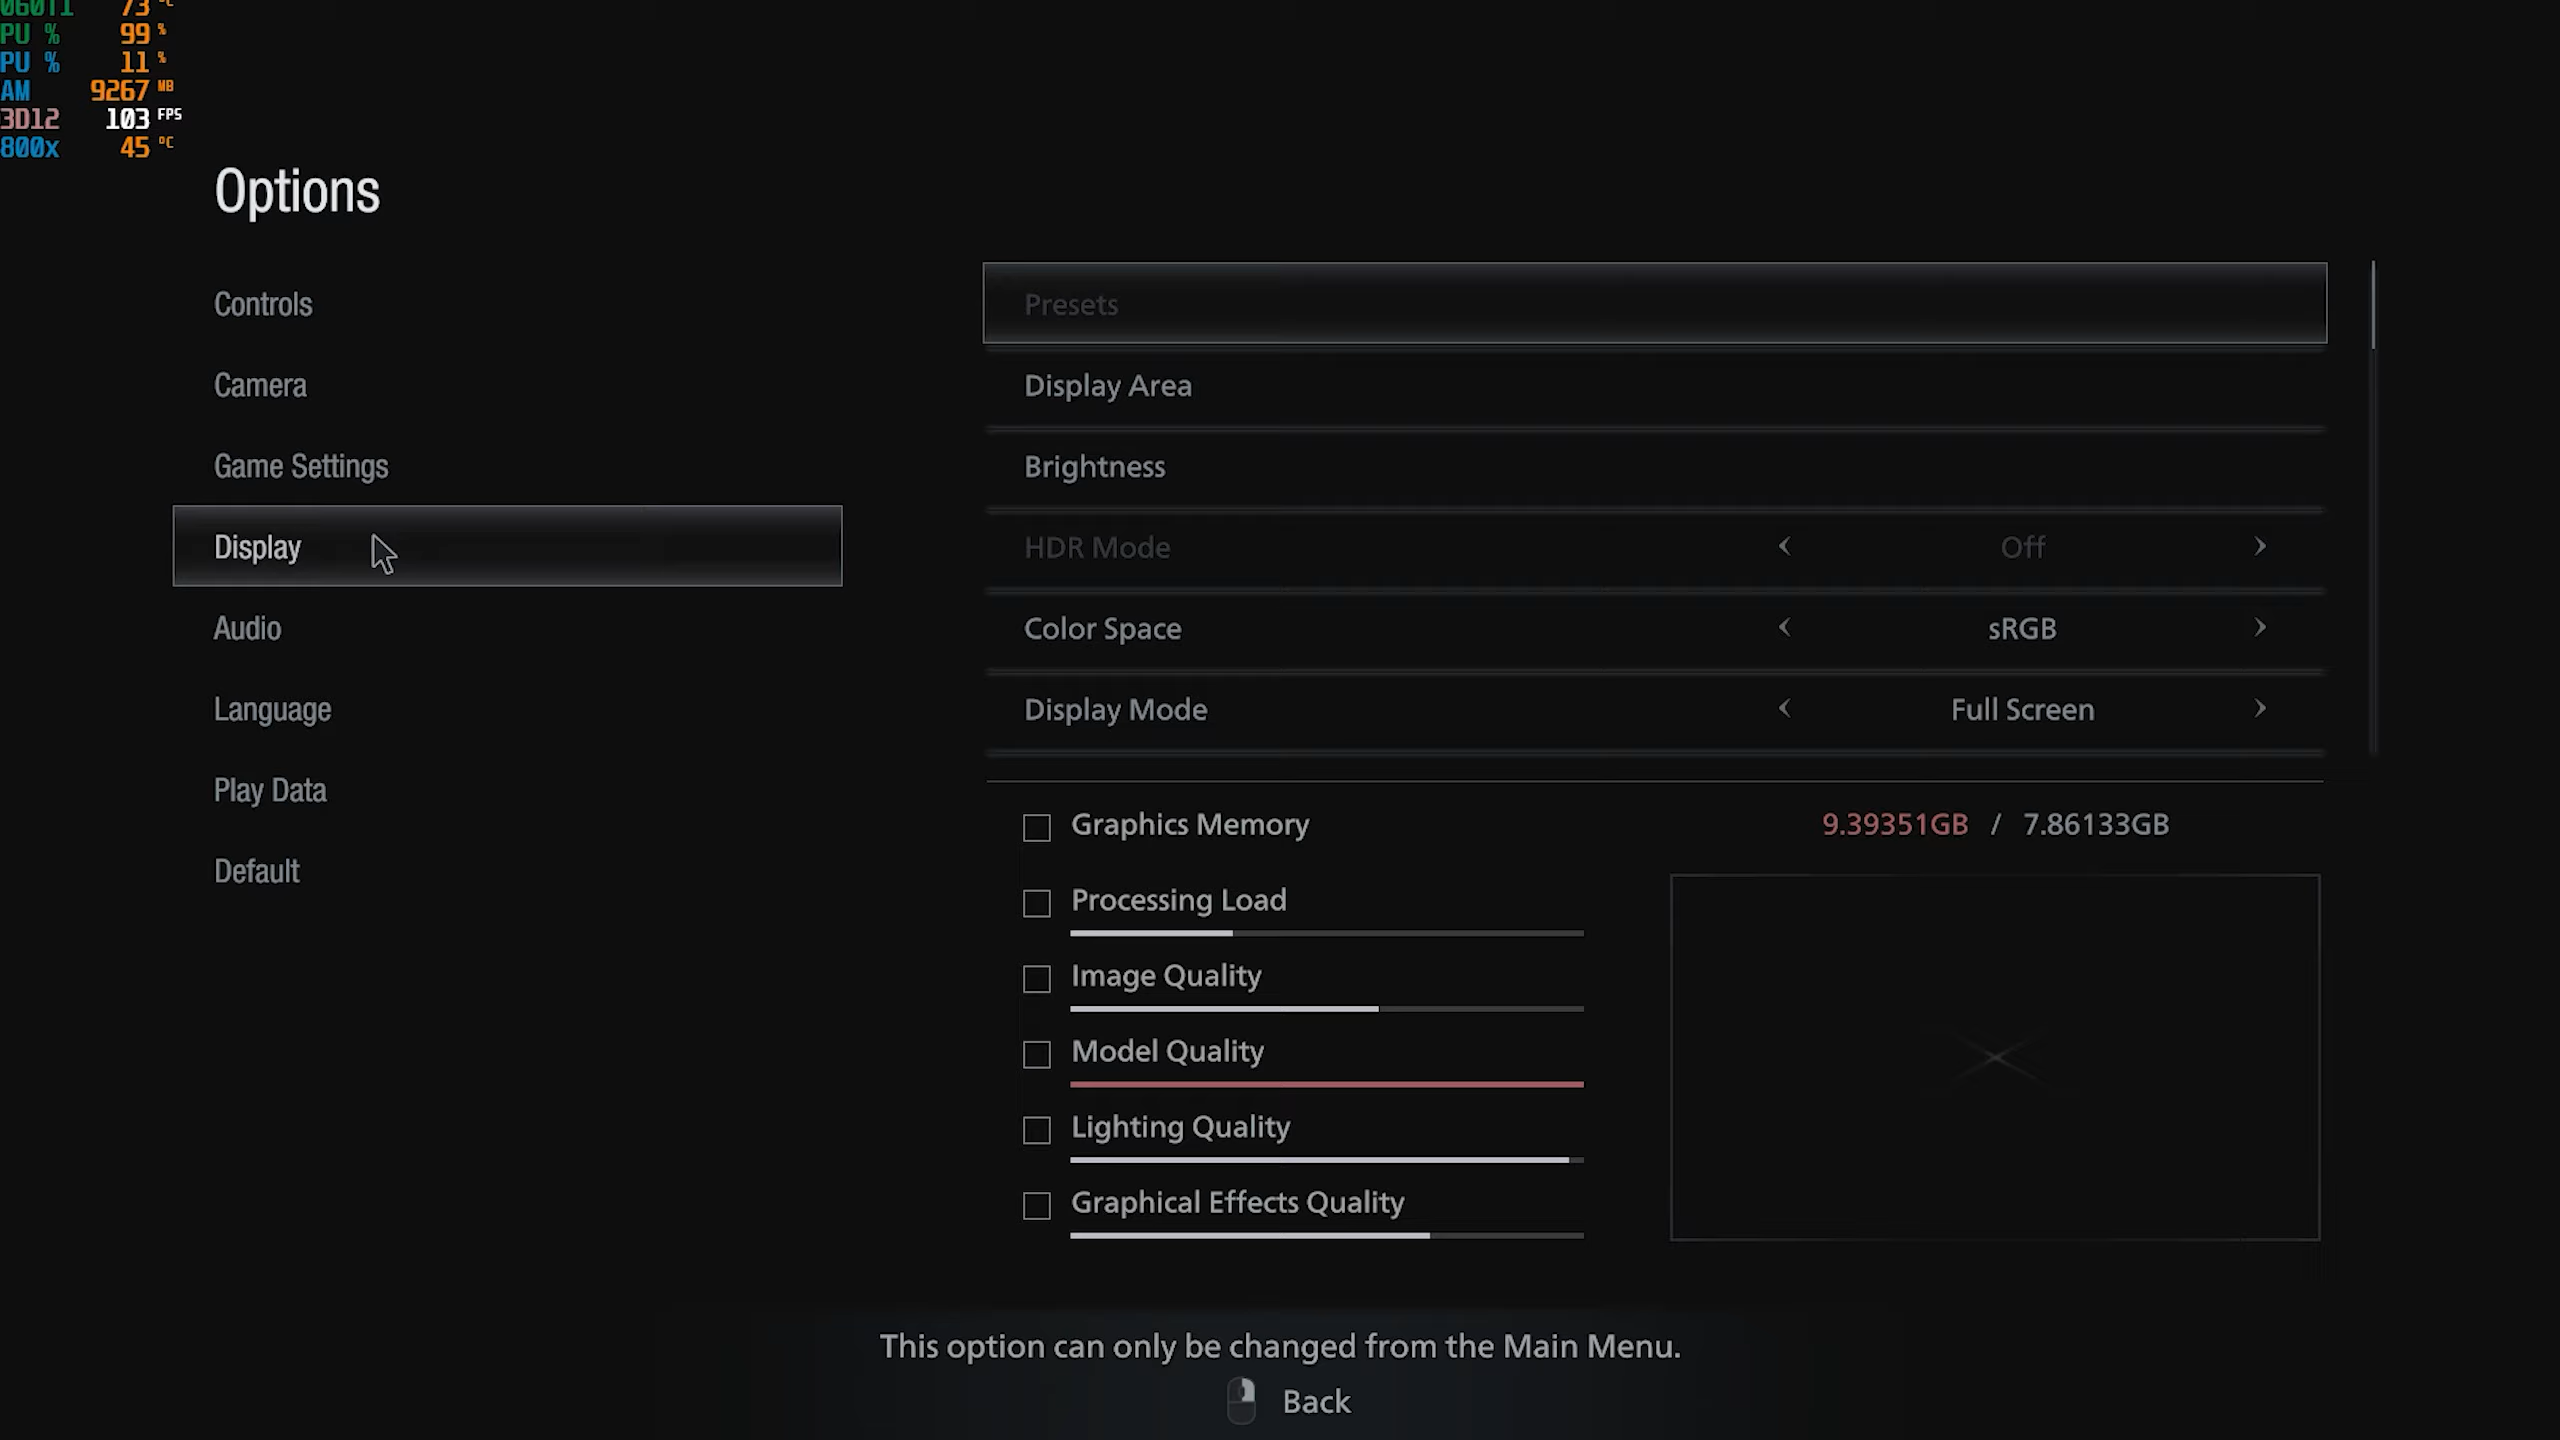 060TI 73 °C
PU % 99 %
PU % 11 %
AM 9267 MB
3D12 103 FPS
800x 45 °C
Options
Controls
Camera
Game Settings
Display
Audio
Language
Play Data
Default
Presets
Display Area
Brightness
HDR Mode < Off >
Color Space < sRGB >
Display Mode < Full Screen >
Graphics Memory 9.39351GB / 7.86133GB
Processing Load
Image Quality
Model Quality
Lighting Quality
Graphical Effects Quality
This option can only be changed from the Main Menu.
Back